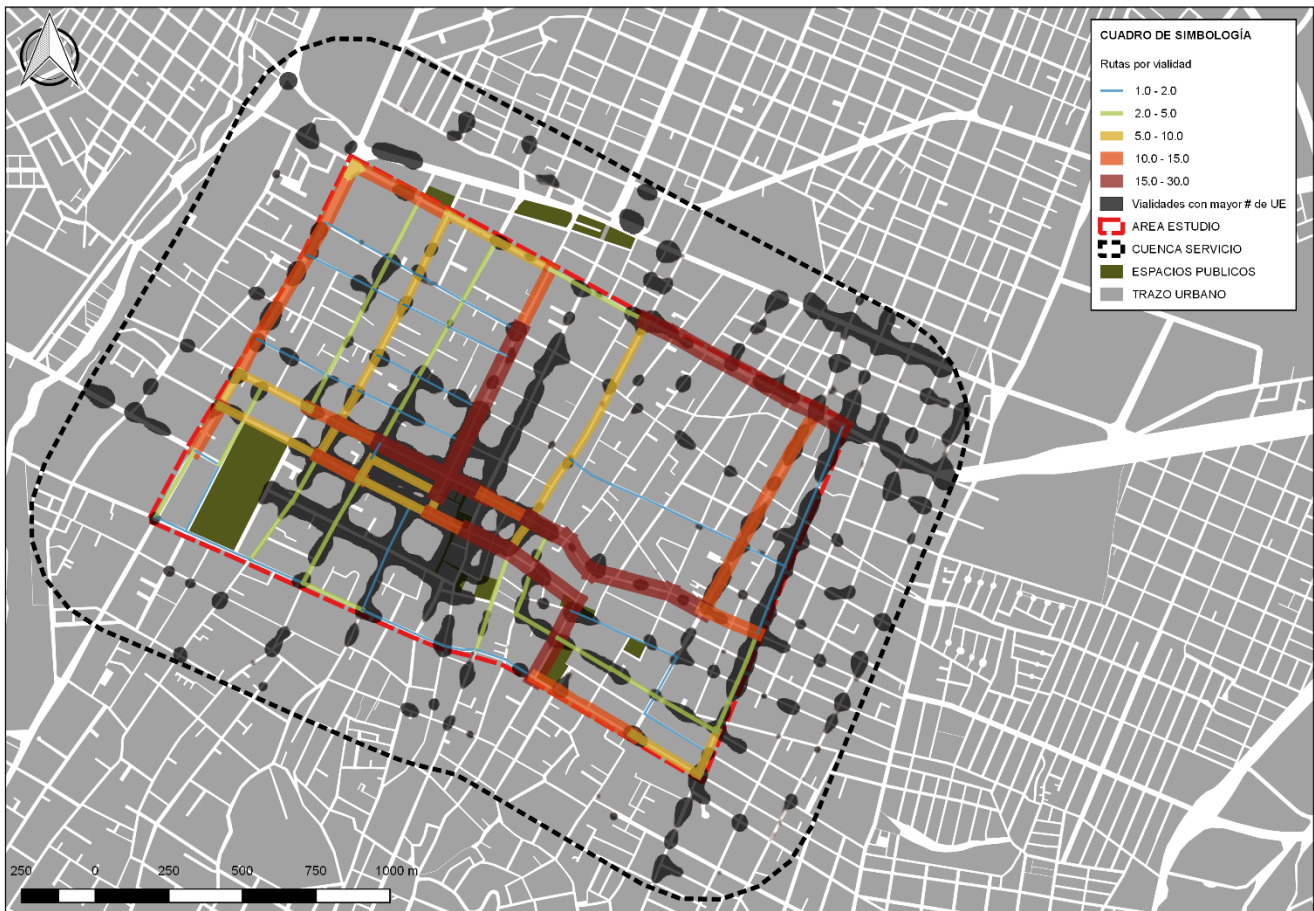 CUADRO DE SIMBOLOGÍA
Rutas por vialidad
1.0 - 2.0
2.0 - 5.0
5.0 - 10.0
10.0 - 15.0
15.0 - 30.0
Vialidades con mayor # de UE
AREA ESTUDIO
CUENCA SERVICIO
ESPACIOS PUBLICOS
TRAZO URBANO
250 0 250 500 750 1000 m